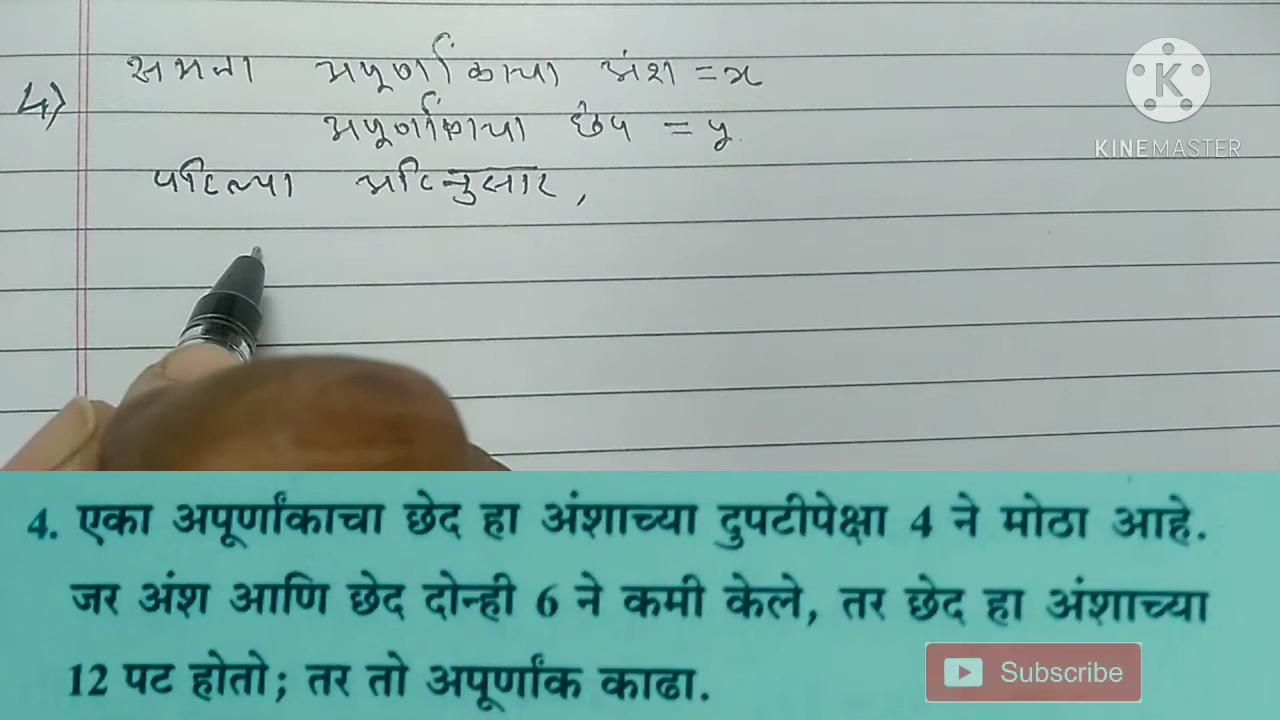 4) समजा अपूर्णांकाचा अंश = x
अपूर्णांकाचा छेद = y.
पहिल्या अटिनुसार,
KINEMASTER
4. एका अपूर्णांकाचा छेद हा अंशाच्या दुपटीपेक्षा 4 ने मोठा आहे.
जर अंश आणि छेद दोन्ही 6 ने कमी केले, तर छेद हा अंशाच्या
12 पट होतो; तर तो अपूर्णांक काढा.
Subscribe